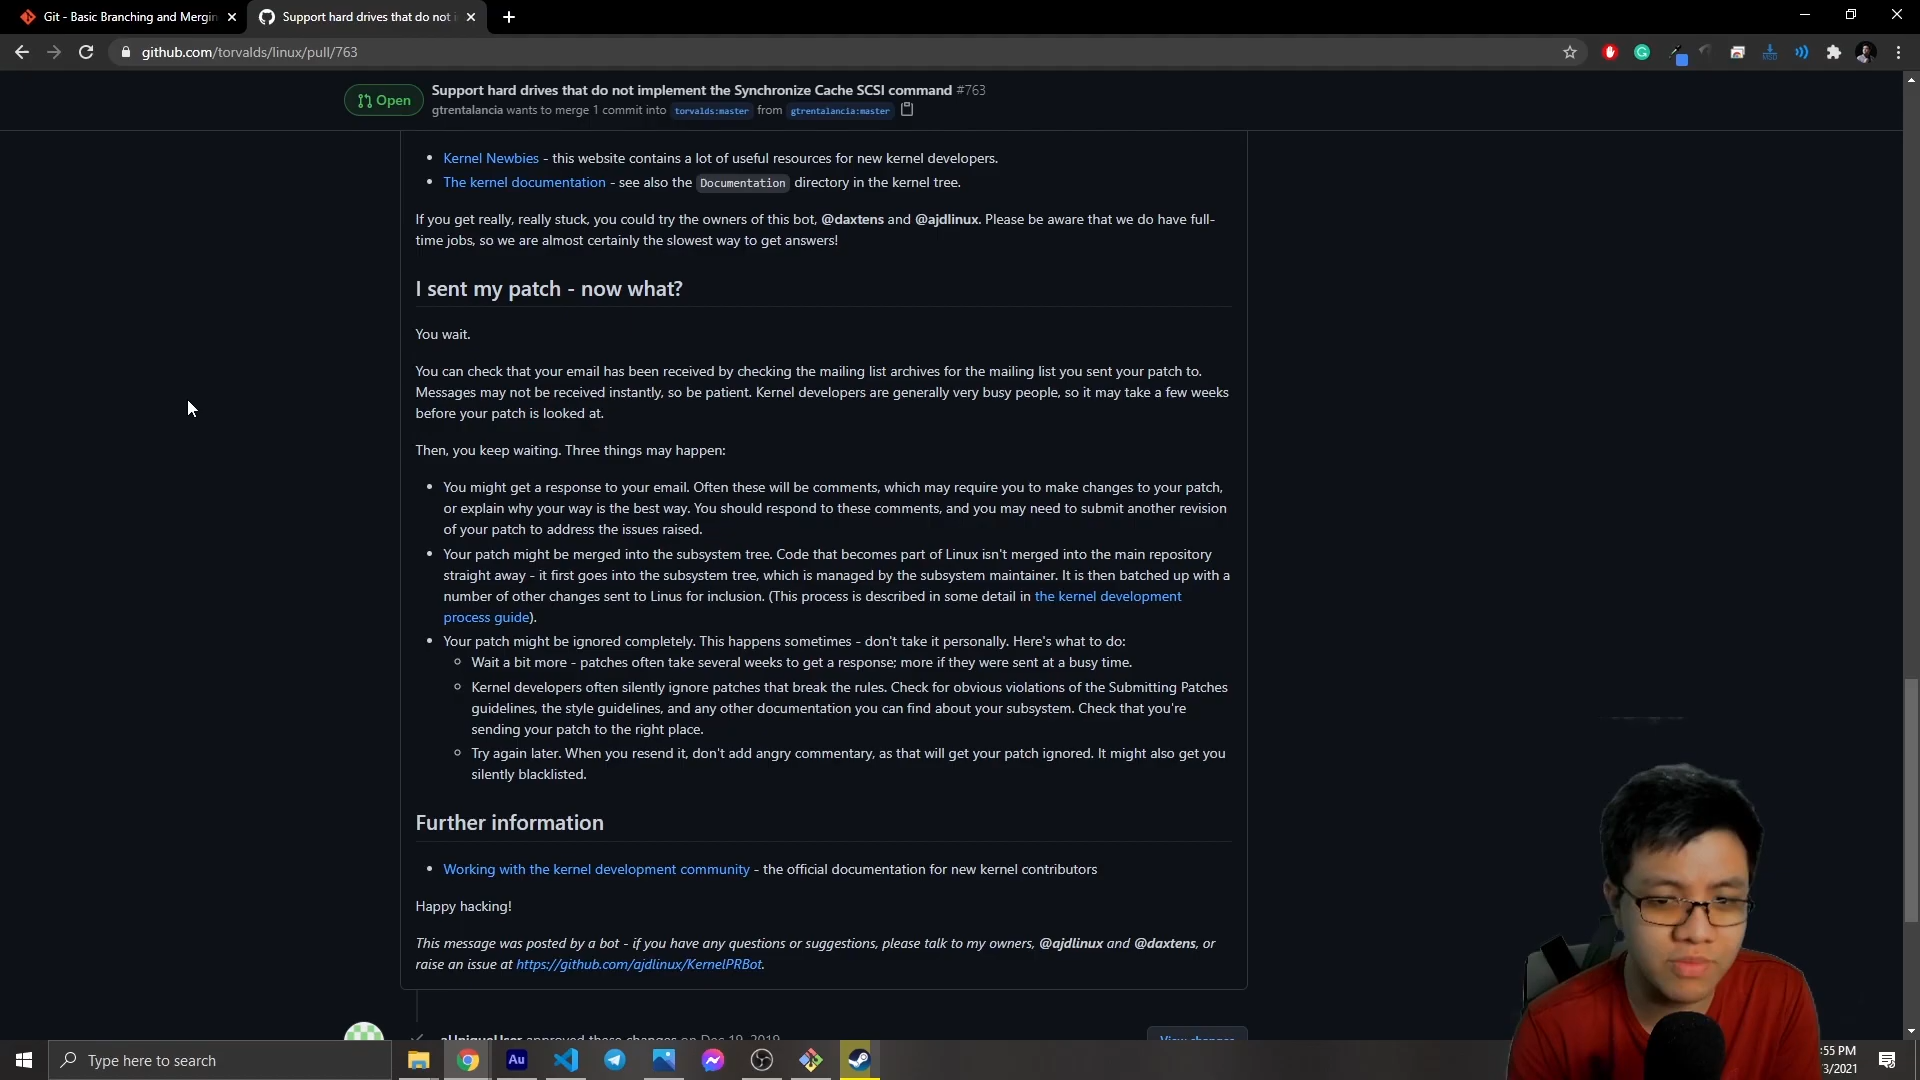 Git - Basic Branching and Mergin
Support hard drives that do not i
github.com/torvalds/linux/pull/763
Open
Support hard drives that do not implement the Synchronize Cache SCSI command #763
gtrentalancia wants to merge 1 commit into torvalds:master from gtrentalancia:master
Kernel Newbies - this website contains a lot of useful resources for new kernel developers.
The kernel documentation - see also the Documentation directory in the kernel tree.
If you get really, really stuck, you could try the owners of this bot, @daxtens and @ajdlinux. Please be aware that we do have full-
time jobs, so we are almost certainly the slowest way to get answers!
I sent my patch - now what?
You wait.
You can check that your email has been received by checking the mailing list archives for the mailing list you sent your patch to.
Messages may not be received instantly, so be patient. Kernel developers are generally very busy people, so it may take a few weeks
before your patch is looked at.
Then, you keep waiting. Three things may happen:
You might get a response to your email. Often these will be comments, which may require you to make changes to your patch,
or explain why your way is the best way. You should respond to these comments, and you may need to submit another revision
of your patch to address the issues raised.
Your patch might be merged into the subsystem tree. Code that becomes part of Linux isn't merged into the main repository
straight away - it first goes into the subsystem tree, which is managed by the subsystem maintainer. It is then batched up with a
number of other changes sent to Linus for inclusion. (This process is described in some detail in the kernel development
process guide).
Your patch might be ignored completely. This happens sometimes - don't take it personally. Here's what to do:
Wait a bit more - patches often take several weeks to get a response; more if they were sent at a busy time.
Kernel developers often silently ignore patches that break the rules. Check for obvious violations of the Submitting Patches
guidelines, the style guidelines, and any other documentation you can find about your subsystem. Check that you're
sending your patch to the right place.
Try again later. When you resend it, don't add angry commentary, as that will get your patch ignored. It might also get you
silently blacklisted.
Further information
Working with the kernel development community - the official documentation for new kernel contributors
Happy hacking!
This message was posted by a bot - if you have any questions or suggestions, please talk to my owners, @ajdlinux and @daxtens, or
raise an issue at https://github.com/ajdlinux/KernelPRBot.
aUniqueUser approved these changes on Dec 19, 2019
View changes
Type here to search
Au
:55 PM
/3/2021